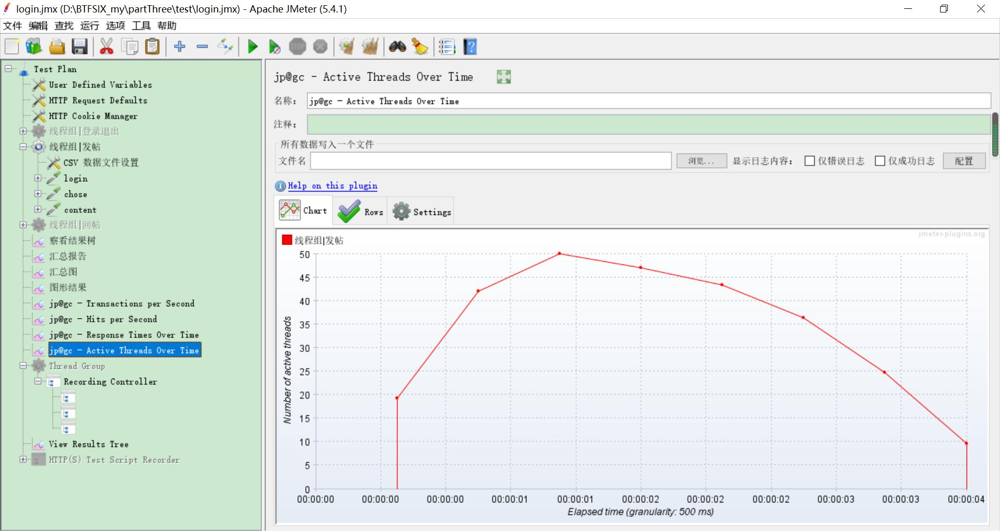 login.jmx (D:\BTFSIX_my\partThree\test\login.jmx) - Apache JMeter (5.4.1)
文件 编辑 查找 运行 选项 工具 帮助
STOP
Test Plan
User Defined Variables
HTTP Request Defaults
HTTP Cookie Manager
线程组|登录退出
线程组|发帖
CSV 数据文件设置
login
chose
content
线程组|回帖
察看结果树
汇总报告
汇总图
图形结果
jp@gc - Transactions per Second
jp@gc - Hits per Second
jp@gc - Response Times Over Time
jp@gc - Active Threads Over Time
Thread Group
Recording Controller
View Results Tree
HTTP(S) Test Script Recorder
jp@gc - Active Threads Over Time
名称： jp@gc - Active Threads Over Time
注释：
所有数据写入一个文件
文件名 浏览... 显示日志内容： 仅错误日志 仅成功日志 配置
Help on this plugin
Chart Rows Settings
jmeter-plugins.org
线程组|发帖
50
45
40
35
30
25
20
15
10
5
0
Number of active threads
00:00:00 00:00:00 00:00:00 00:00:01 00:00:01 00:00:02 00:00:02 00:00:02 00:00:03 00:00:03 00:00:04
Elapsed time (granularity: 500 ms)